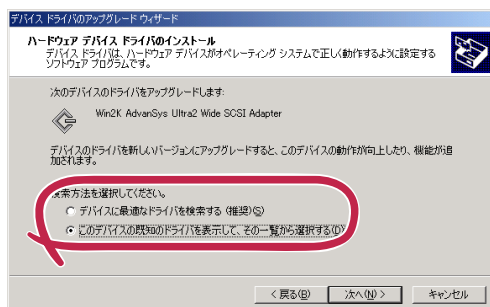 デバイス ドライバのアップグレード ウィザード
ハードウェア デバイス ドライバのインストール
デバイス ドライバは、ハードウェア デバイスがオペレーティング システムで正しく動作するように設定する
ソフトウェア プログラムです。
次のデバイスのドライバをアップグレードします:
Win2K AdvanSys Ultra2 Wide SCSI Adapter
デバイスのドライバを新しいバージョンにアップグレードすると、このデバイスの動作が向上したり、機能が追
加されます。
検索方法を選択してください。
デバイスに最適なドライバを検索する (推奨)(S)
このデバイスの既知のドライバを表示して、その一覧から選択する(D)
< 戻る(B) 次へ(N) > キャンセル